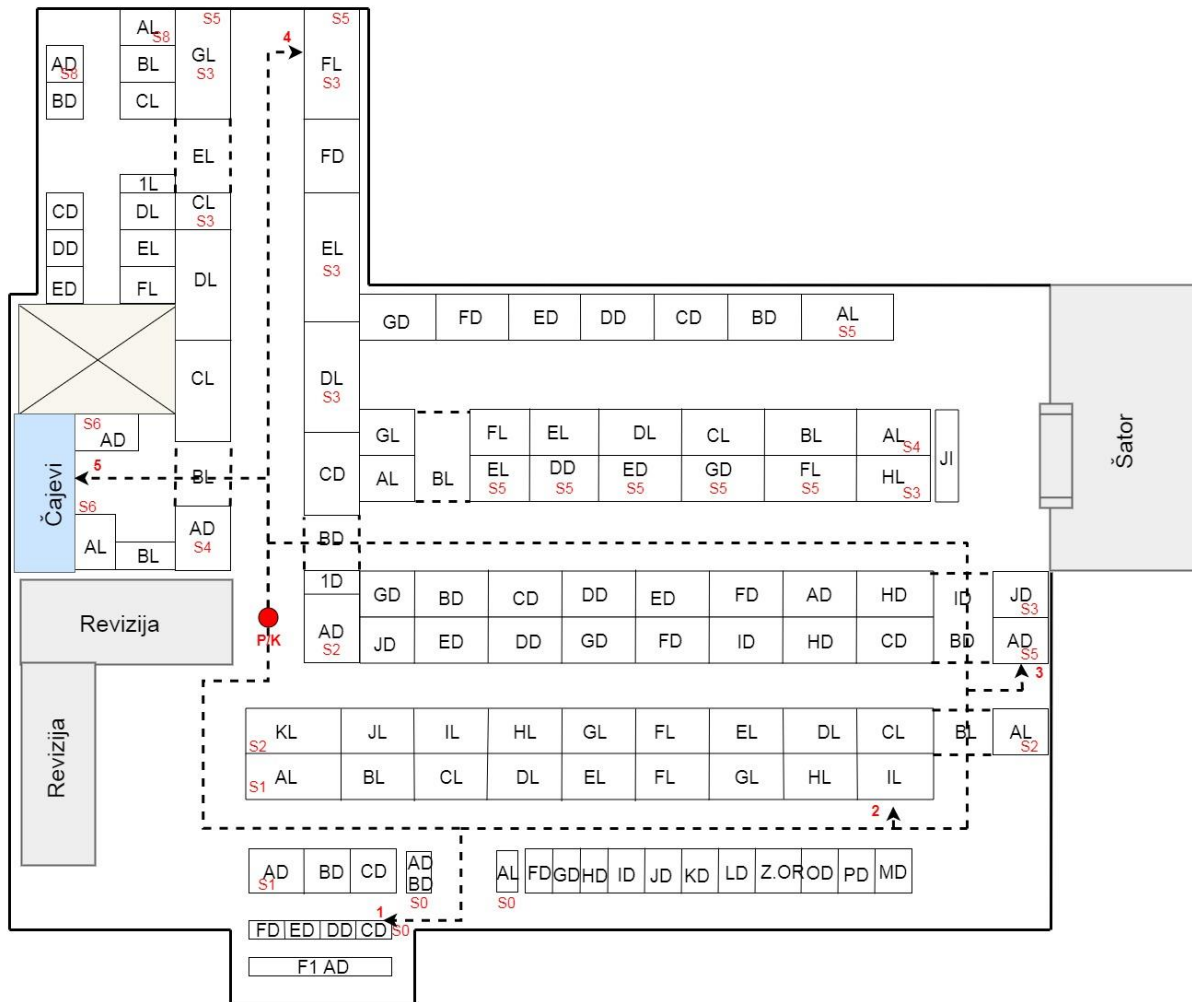 AL
S8
S5
GL
S3
S5
4
FL
S3
AD
S8
BL
BD
CL
EL
FD
1L
CD
DL
CL
S3
DD
EL
DL
EL
S3
ED
FL
GD
FD
ED
DD
CD
BD
AL
S5
CL
DL
S3
GL
FL
EL
DL
CL
BL
AL
S4
S6
AD
Čajevi
5
BL
CD
AL
BL
EL
S5
DD
S5
ED
S5
GD
S5
FL
S5
HL
S3
JI
Šator
S6
AL
BL
AD
S4
BD
1D
GD
BD
CD
DD
ED
FD
AD
HD
ID
JD
S3
Revizija
P/K
AD
S2
JD
ED
DD
GD
FD
ID
HD
CD
BD
AD
S5
3
Revizija
S2
KL
JL
IL
HL
GL
FL
EL
DL
CL
BL
AL
S2
S1
AL
BL
CL
DL
EL
FL
GL
HL
IL
2
AD
S1
BD
CD
AD
BD
S0
AL
S0
FD
GD
HD
ID
JD
KD
LD
Z.OR
OD
PD
MD
1
FD
ED
DD
CD
S0
F1 AD